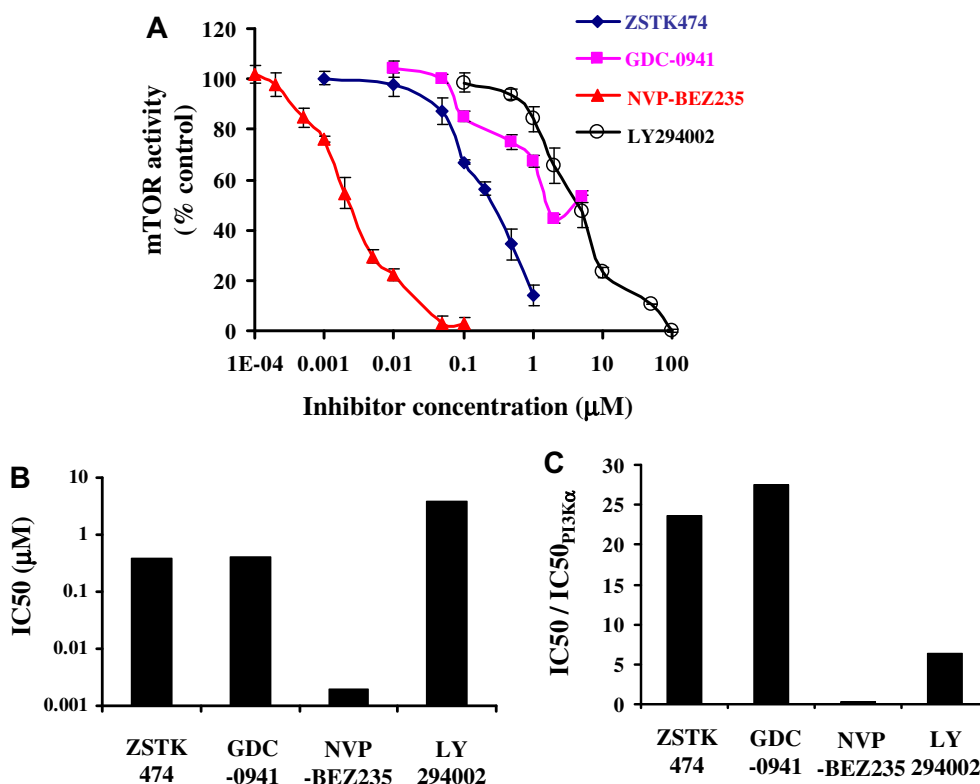 A
ZSTK474
GDC-0941
NVP-BEZ235
LY294002
mTOR activity
(% control)
120
100
80
60
40
20
0
1E-04 0.001 0.01 0.1 1 10 100
Inhibitor concentration (µM)
B
IC50 (µM)
10
1
0.1
0.01
0.001
ZSTK
474
GDC
-0941
NVP
-BEZ235
LY
294002
C
IC50 / IC50PI3Kα
30
25
20
15
10
5
0
ZSTK
474
GDC
-0941
NVP
-BEZ235
LY
294002